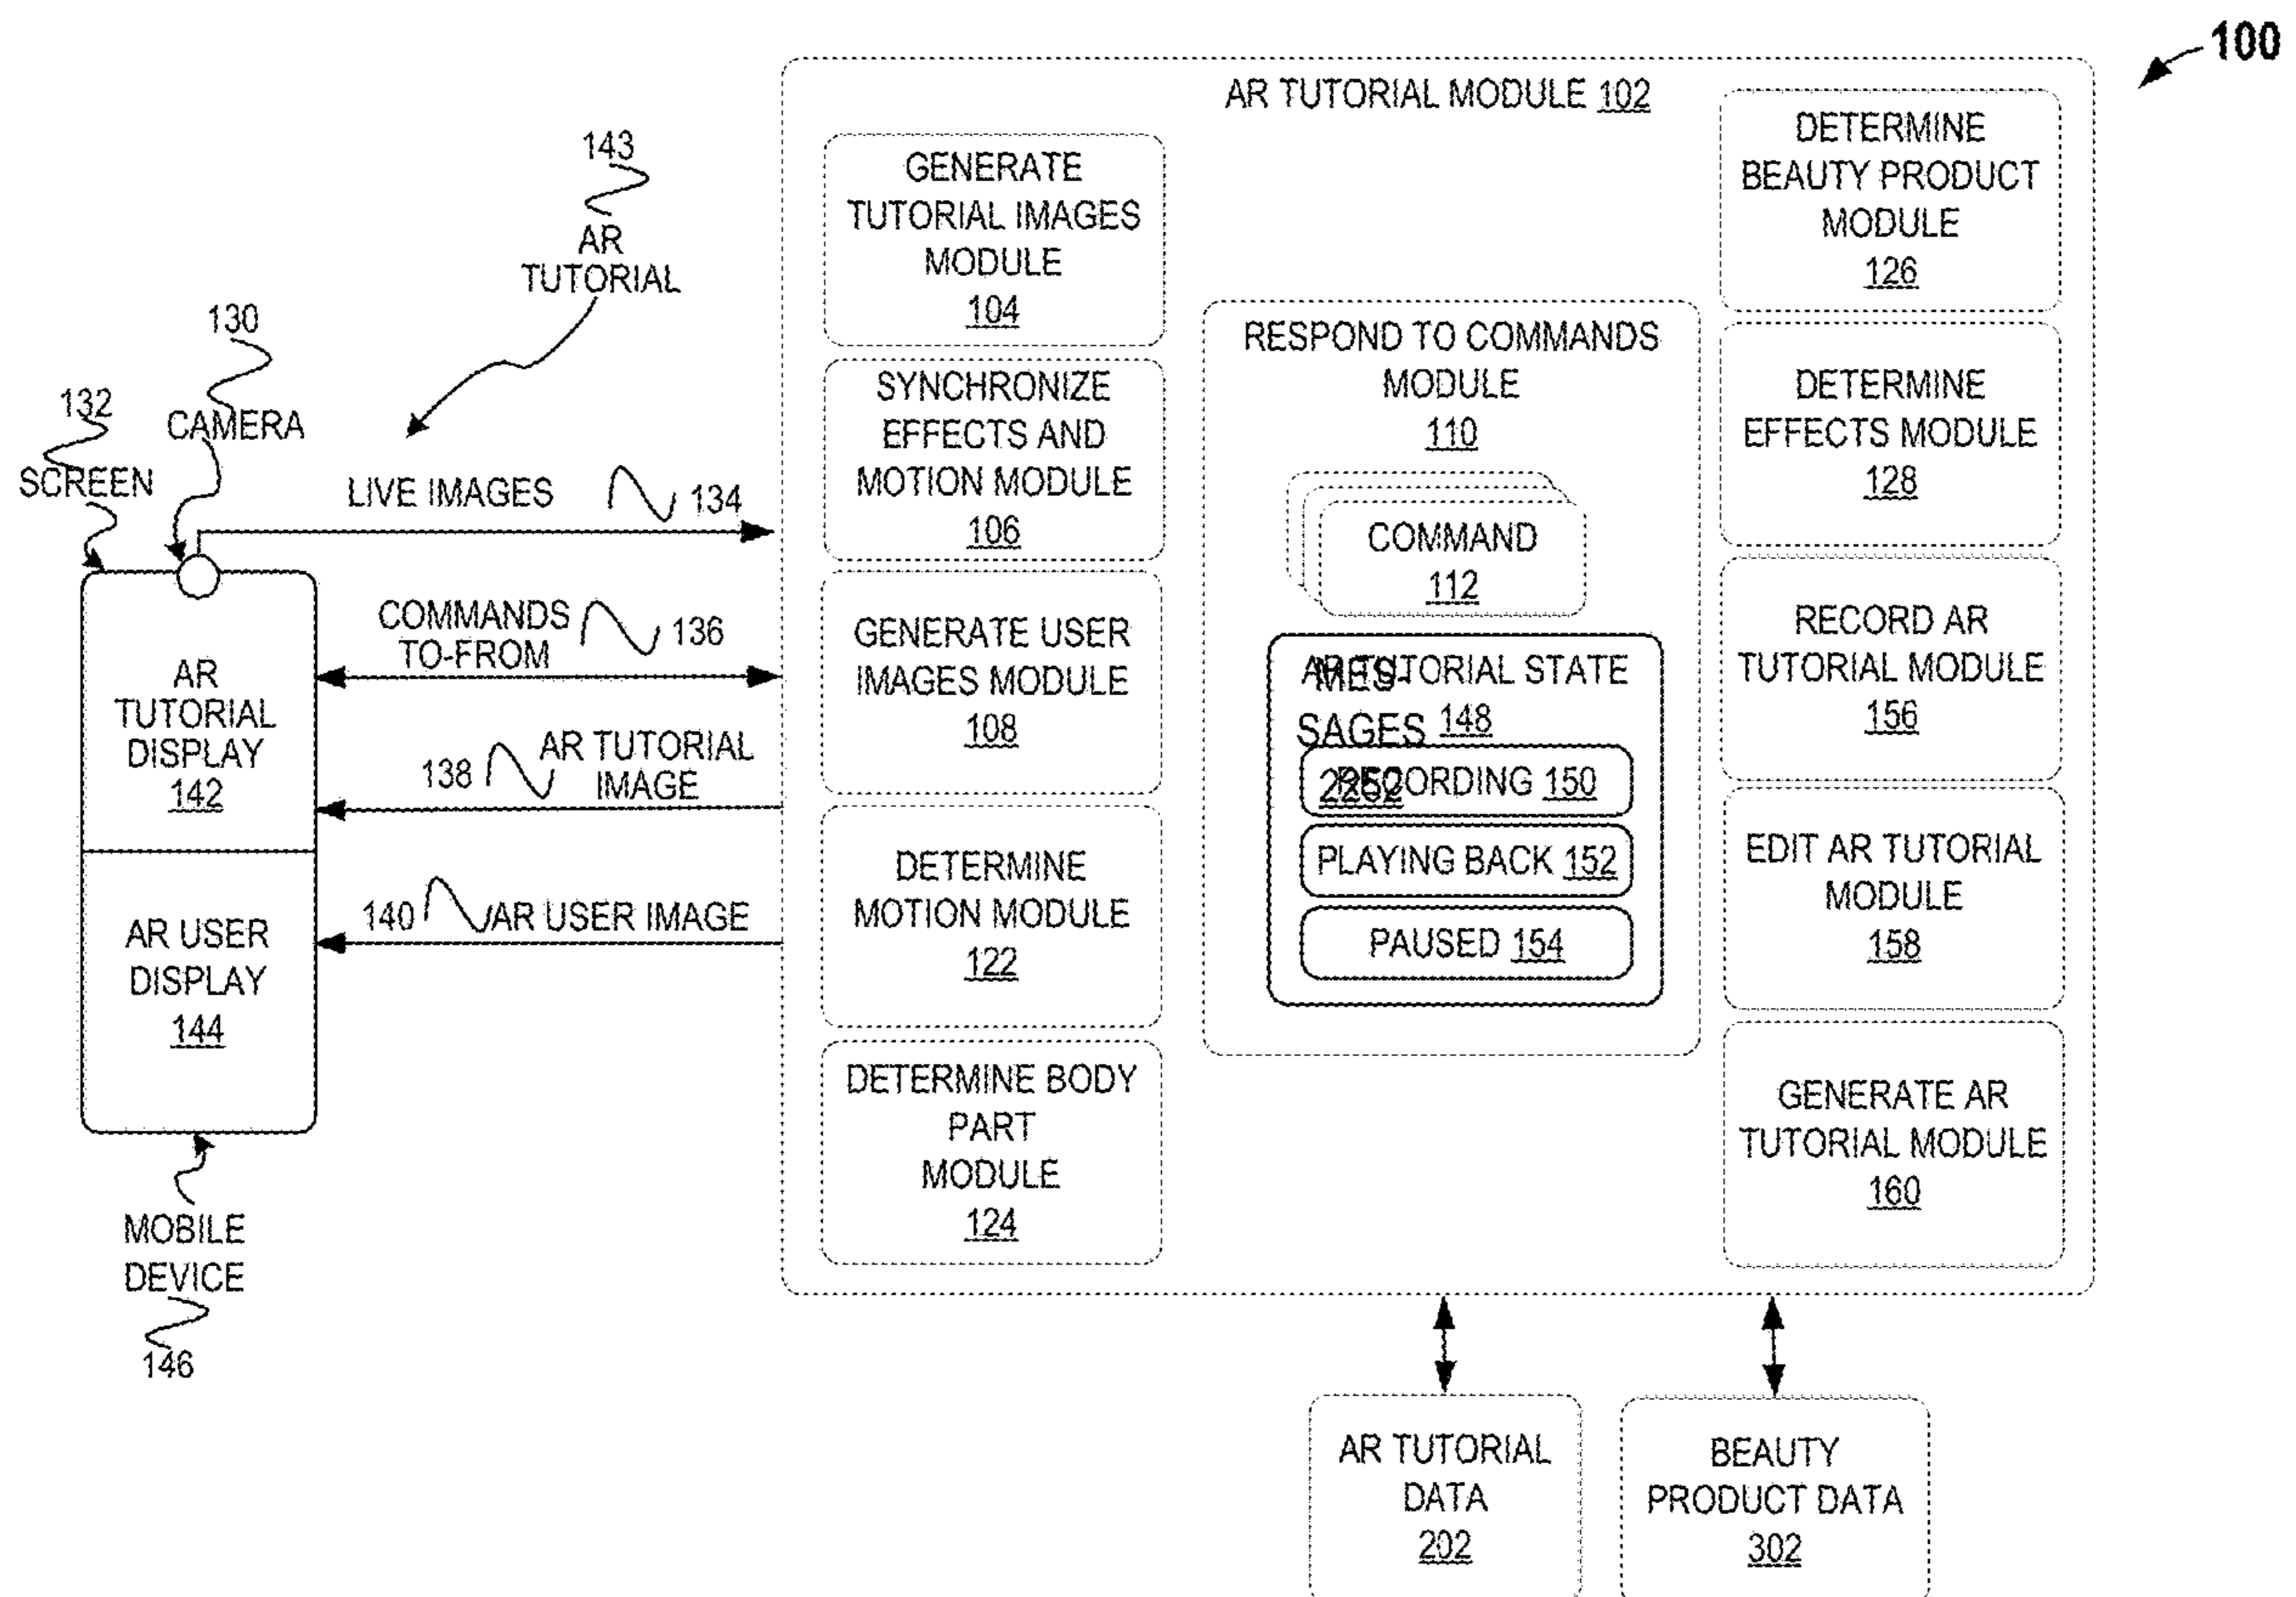 100
AR TUTORIAL MODULE 102
143
AR
TUTORIAL
130
CAMERA
132
SCREEN
LIVE IMAGES
134
COMMANDS
TO-FROM
136
138
AR TUTORIAL
IMAGE
140
AR USER IMAGE
AR
TUTORIAL
DISPLAY
142
AR USER
DISPLAY
144
MOBILE
DEVICE
146
GENERATE
TUTORIAL IMAGES
MODULE
104
SYNCHRONIZE
EFFECTS AND
MOTION MODULE
106
GENERATE USER
IMAGES MODULE
108
DETERMINE
MOTION MODULE
122
DETERMINE BODY
PART
MODULE
124
RESPOND TO COMMANDS
MODULE
110
COMMAND
112
AR TUTORIAL STATE
148
MES-
SAGES
RECORDING 150
PLAYING BACK 152
PAUSED 154
DETERMINE
BEAUTY PRODUCT
MODULE
126
DETERMINE
EFFECTS MODULE
128
RECORD AR
TUTORIAL MODULE
156
EDIT AR TUTORIAL
MODULE
158
GENERATE AR
TUTORIAL MODULE
160
AR TUTORIAL
DATA
202
BEAUTY
PRODUCT DATA
302